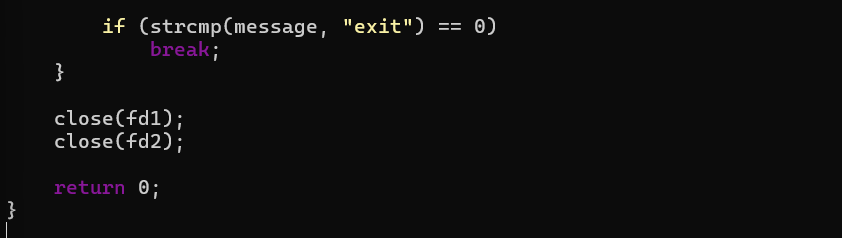 if (strcmp(message, "exit") == 0)
break;
}
close(fd1);
close(fd2);
return 0;
}